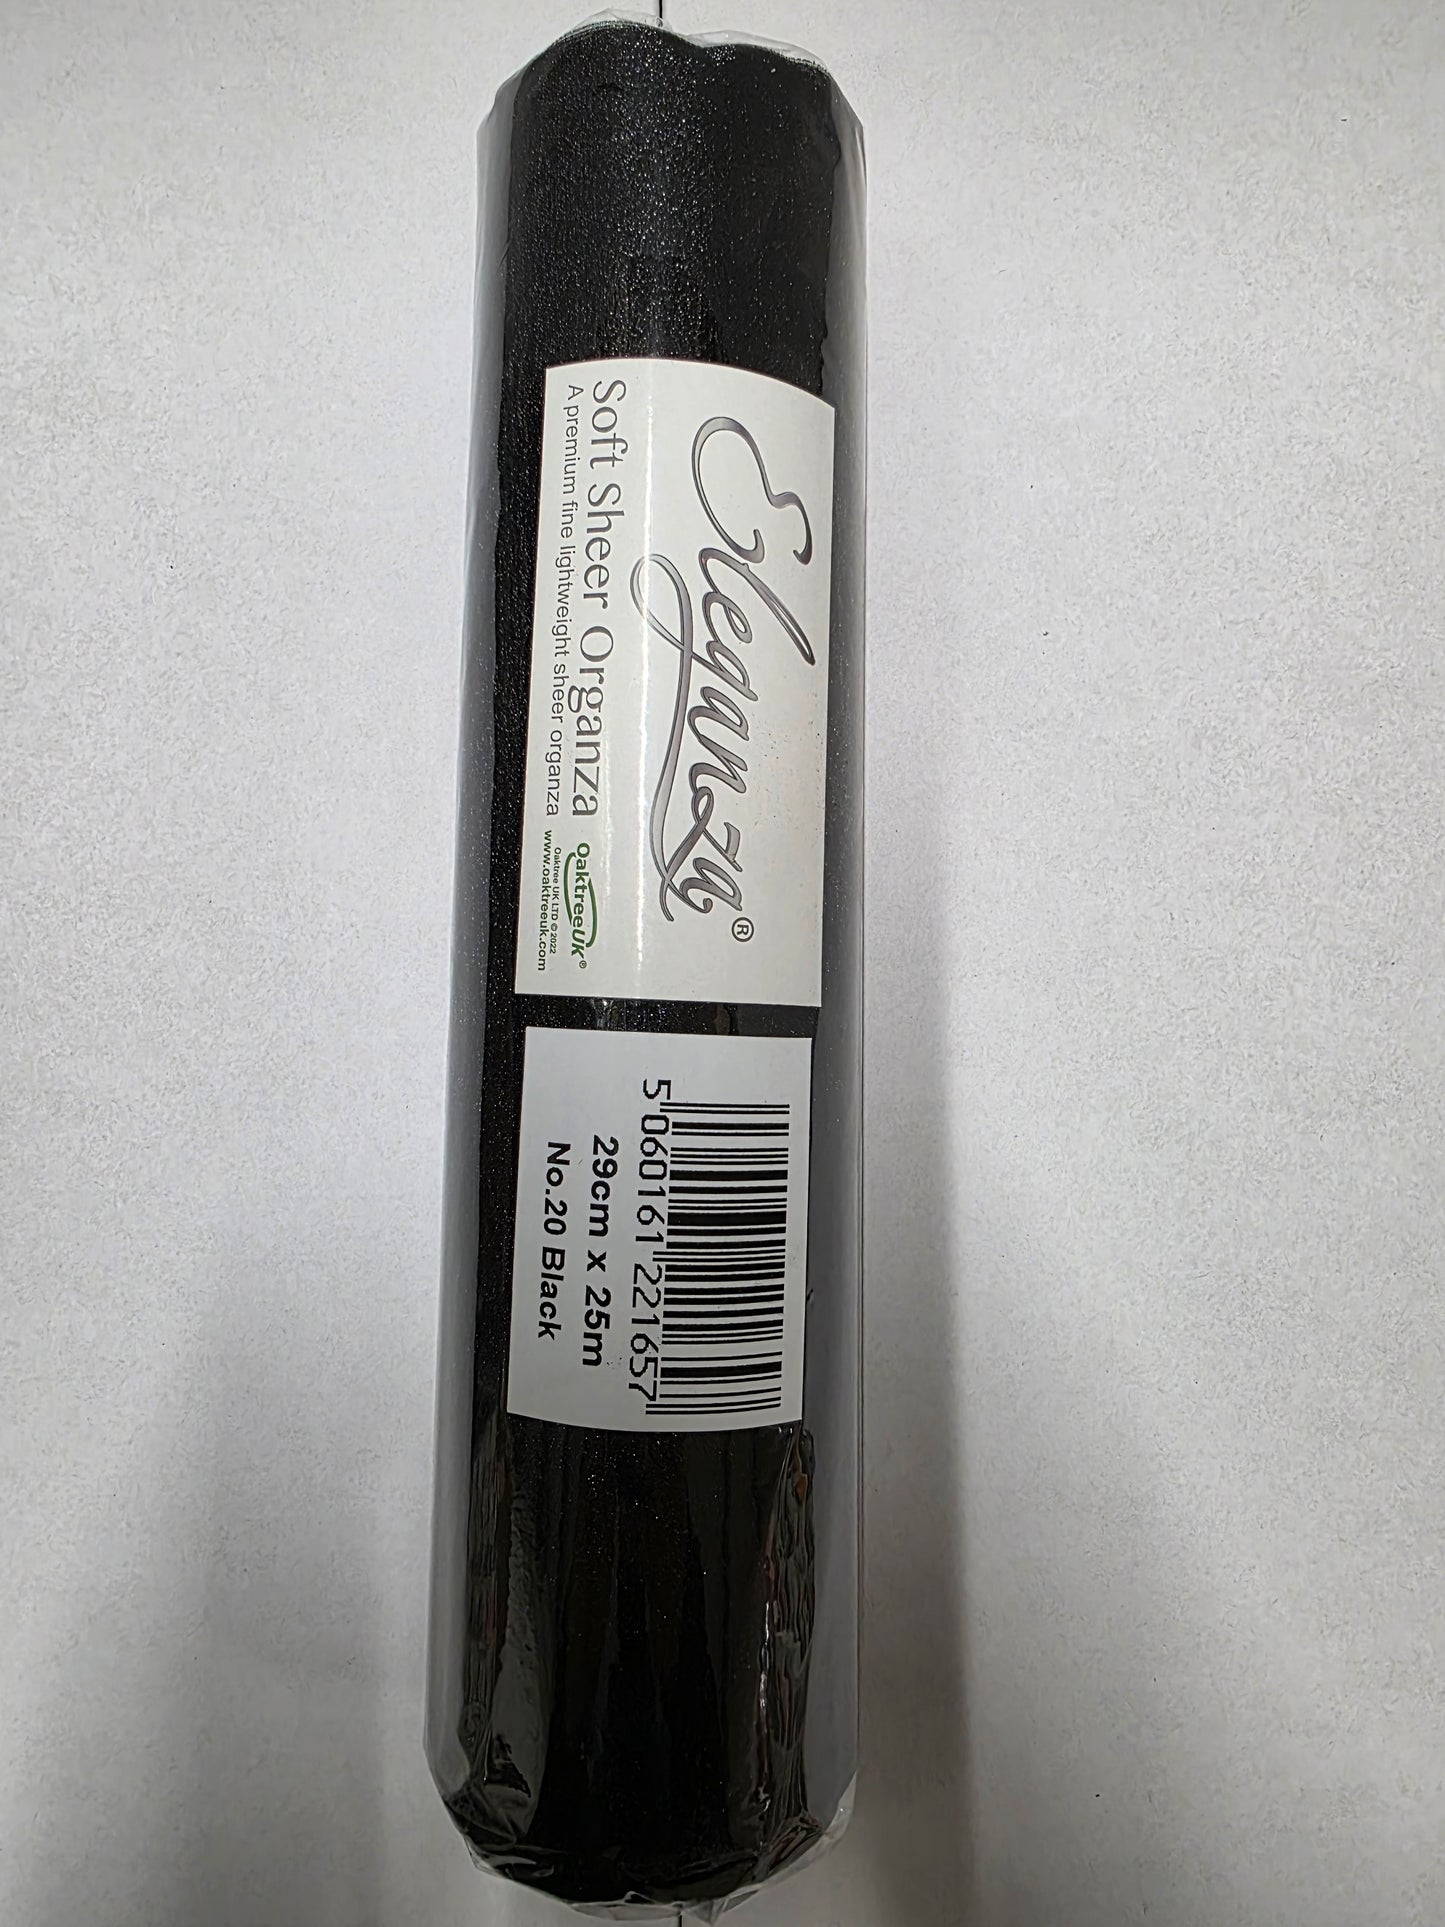 Eleganza®
Soft Sheer Organza
A premium fine lightweight sheer organza
OaktreeUK®
Oaktree UK LTD © 2022
www.oaktreeuk.com
5 060161 221657
29cm x 25m
No.20 Black